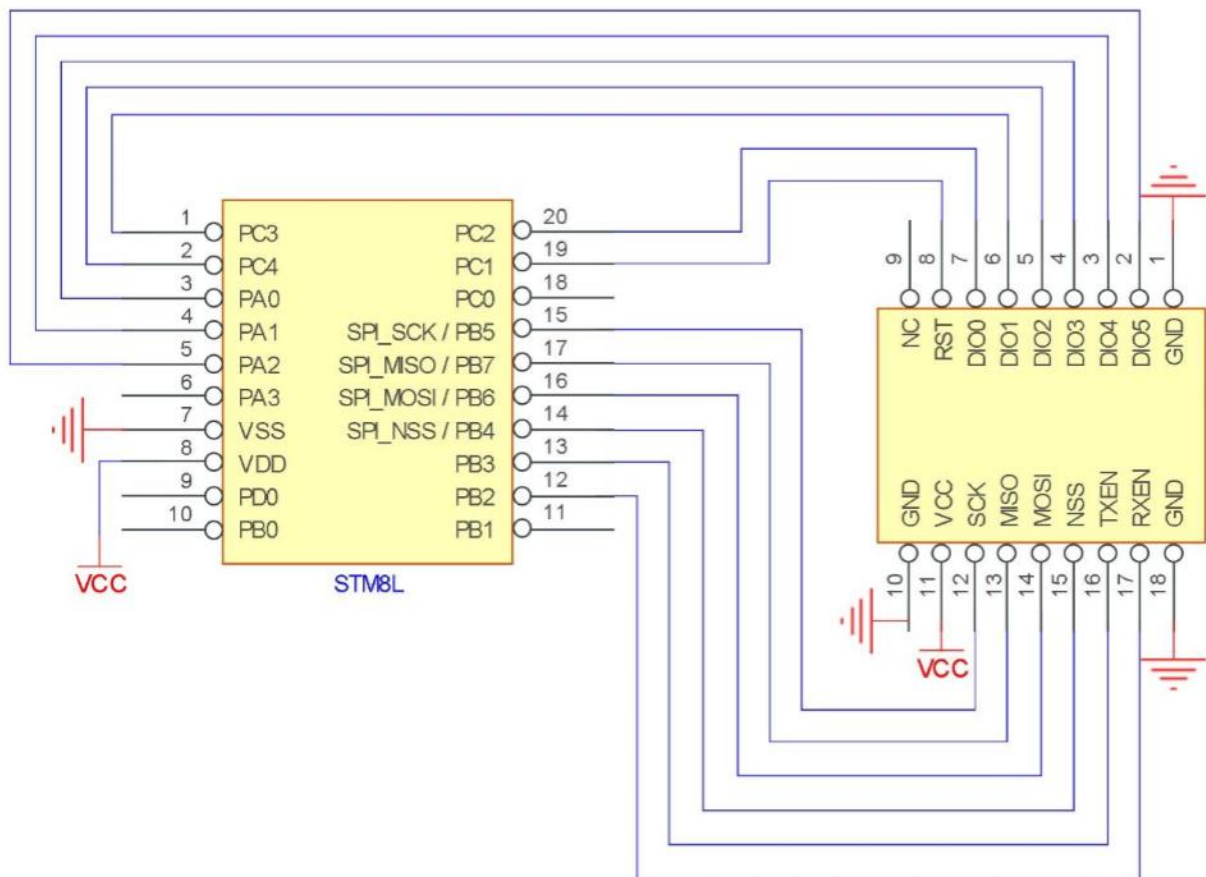 1 PC3 PC2 20
2 PC4 PC1 19
3 PA0 PC0 18
4 PA1 SPI_SCK / PB5 15
5 PA2 SPI_MISO / PB7 17
6 PA3 SPI_MOSI / PB6 16
7 VSS SPI_NSS / PB4 14
8 VDD PB3 13
9 PD0 PB2 12
10 PB0 PB1 11
VCC
STM8L
9 8 7 6 5 4 3 2 1
NC RST DIO0 DIO1 DIO2 DIO3 DIO4 DIO5 GND
GND VCC SCK MISO MOSI NSS TXEN RXEN GND
10 11 12 13 14 15 16 17 18
VCC